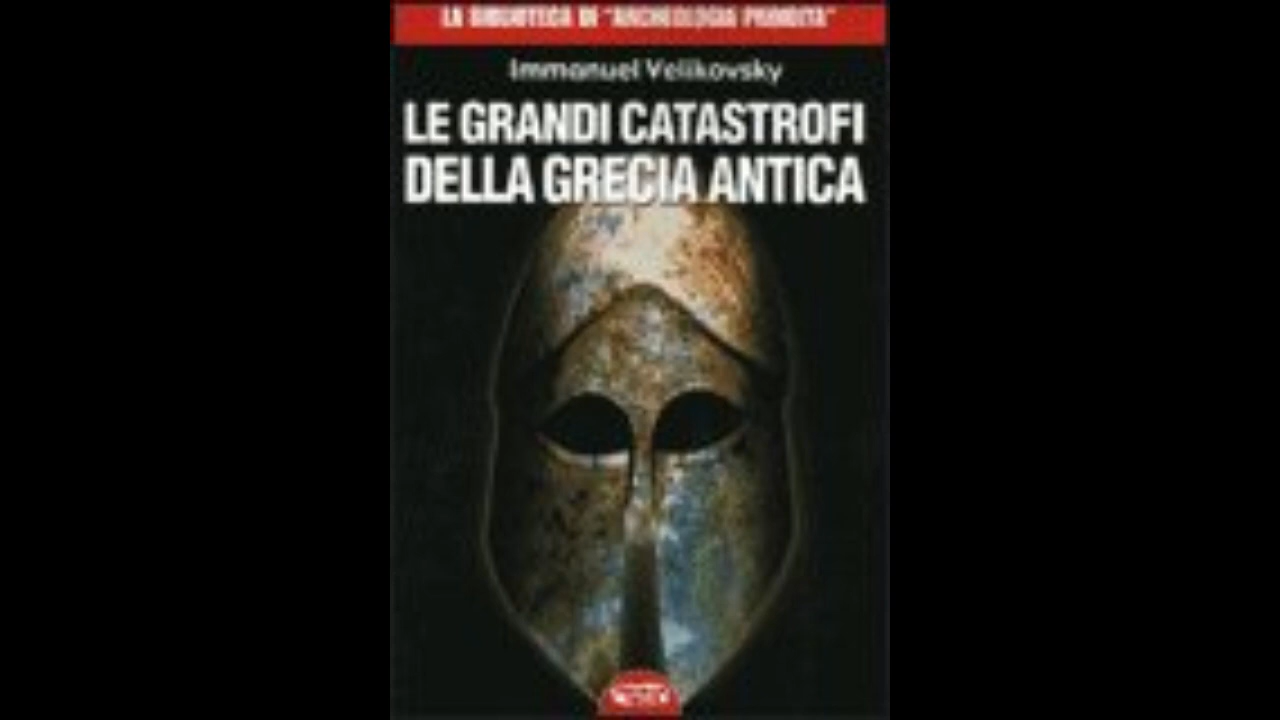 LA BIBLIOTECA DI "ARCHEOLOGIA PROIBITA"
Immanuel Velikovsky
LE GRANDI CATASTROFI
DELLA GRECIA ANTICA